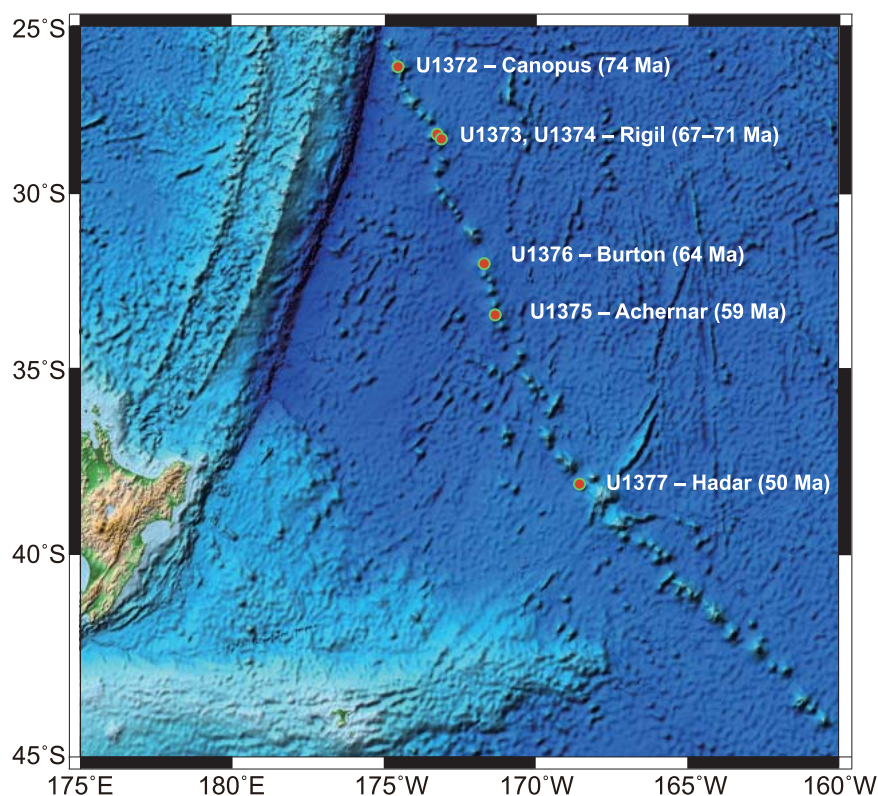 25°S
U1372 – Canopus (74 Ma)
U1373, U1374 – Rigil (67–71 Ma)
30°S
U1376 – Burton (64 Ma)
U1375 – Achernar (59 Ma)
35°S
U1377 – Hadar (50 Ma)
40°S
45°S
175°E 180°E 175°W 170°W 165°W 160°W